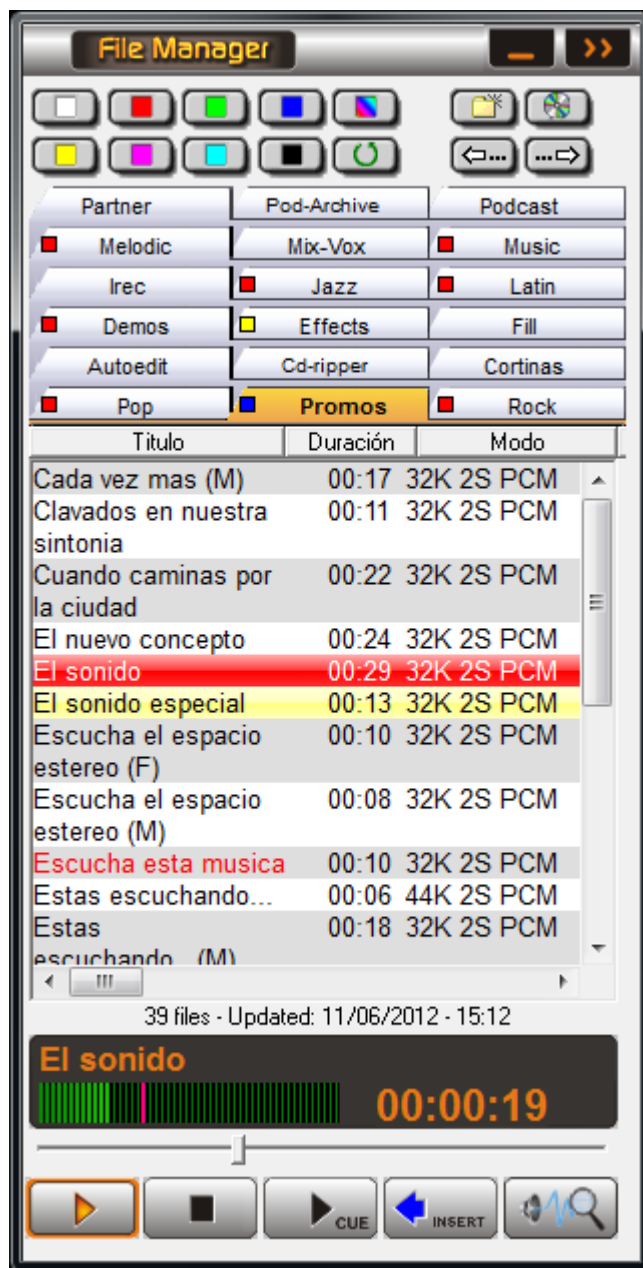 File Manager
Partner Pod-Archive Podcast
Melodic Mix-Vox Music
Irec Jazz Latin
Demos Effects Fill
Autoedit Cd-ripper Cortinas
Pop Promos Rock
Titulo Duración Modo
Cada vez mas (M) 00:17 32K 2S PCM
Clavados en nuestra 00:11 32K 2S PCM
sintonia
Cuando caminas por 00:22 32K 2S PCM
la ciudad
El nuevo concepto 00:24 32K 2S PCM
El sonido 00:29 32K 2S PCM
El sonido especial 00:13 32K 2S PCM
Escucha el espacio 00:10 32K 2S PCM
estereo (F)
Escucha el espacio 00:08 32K 2S PCM
estereo (M)
Escucha esta musica 00:10 32K 2S PCM
Estas escuchando... 00:06 44K 2S PCM
Estas 00:18 32K 2S PCM
escuchando...(M)
39 files - Updated: 11/06/2012 - 15:12
El sonido
00:00:19
CUE INSERT